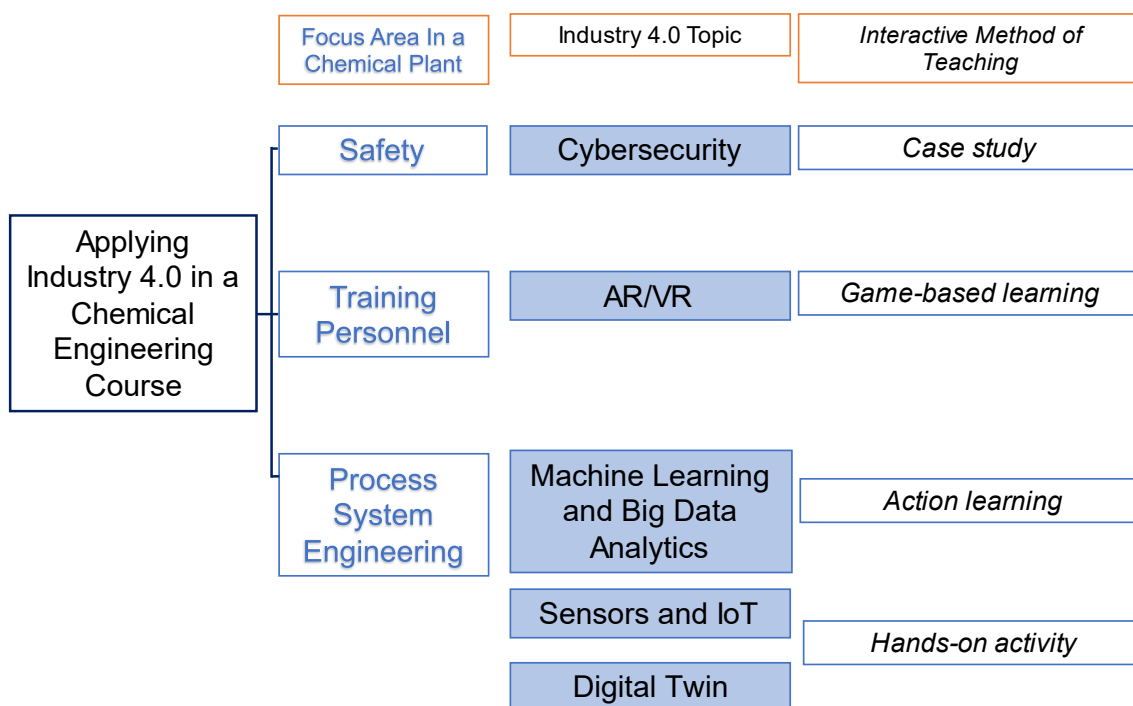 Focus Area In a
Chemical Plant
Industry 4.0 Topic
Interactive Method of
Teaching
Safety
Cybersecurity
Case study
Applying
Industry 4.0 in a
Chemical
Engineering
Course
Training
Personnel
AR/VR
Game-based learning
Process
System
Engineering
Machine Learning
and Big Data
Analytics
Action learning
Sensors and IoT
Hands-on activity
Digital Twin